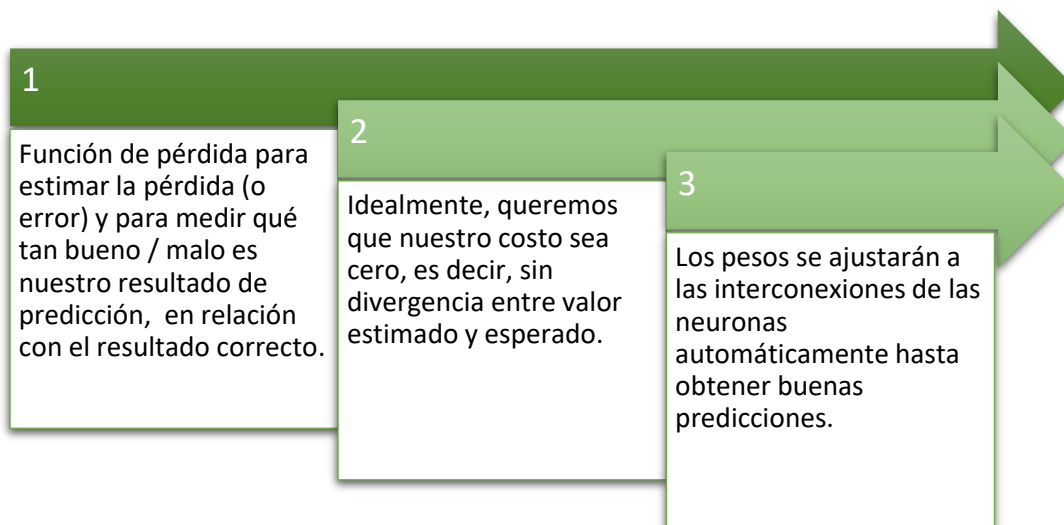 1
Función de pérdida para
estimar la pérdida (o
error) y para medir qué
tan bueno / malo es
nuestro resultado de
predicción,  en relación
con el resultado correcto.
2
Idealmente, queremos
que nuestro costo sea
cero, es decir, sin
divergencia entre valor
estimado y esperado.
3
Los pesos se ajustarán a
las interconexiones de las
neuronas
automáticamente hasta
obtener buenas
predicciones.